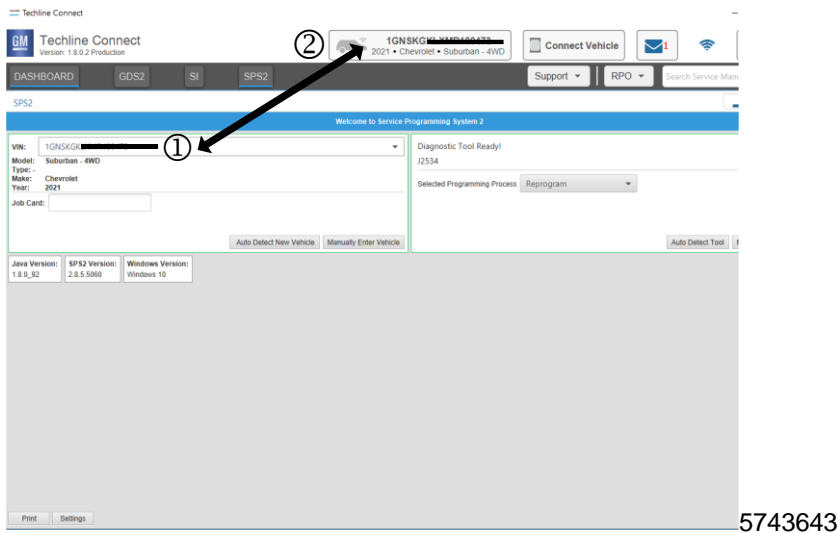 Techline Connect
GM
Techline Connect
Version: 1.8.0.2 Production
②
2021 • Chevrolet • Suburban - 4WD
Connect Vehicle
1
DASHBOARD GDS2 SI SPS2
Support RPO Search Service Manu
SPS2
Welcome to Service Programming System 2
VIN: 1GNSKGK
①
Model: Suburban - 4WD
Type: -
Make: Chevrolet
Year: 2021
Job Card:
Auto Detect New Vehicle Manually Enter Vehicle
Diagnostic Tool Ready!
J2534
Selected Programming Process Reprogram
Auto Detect Tool
Java Version: SPS2 Version: Windows Version:
1.8.0_92 2.8.5.5060 Windows 10
Print Settings
5743643